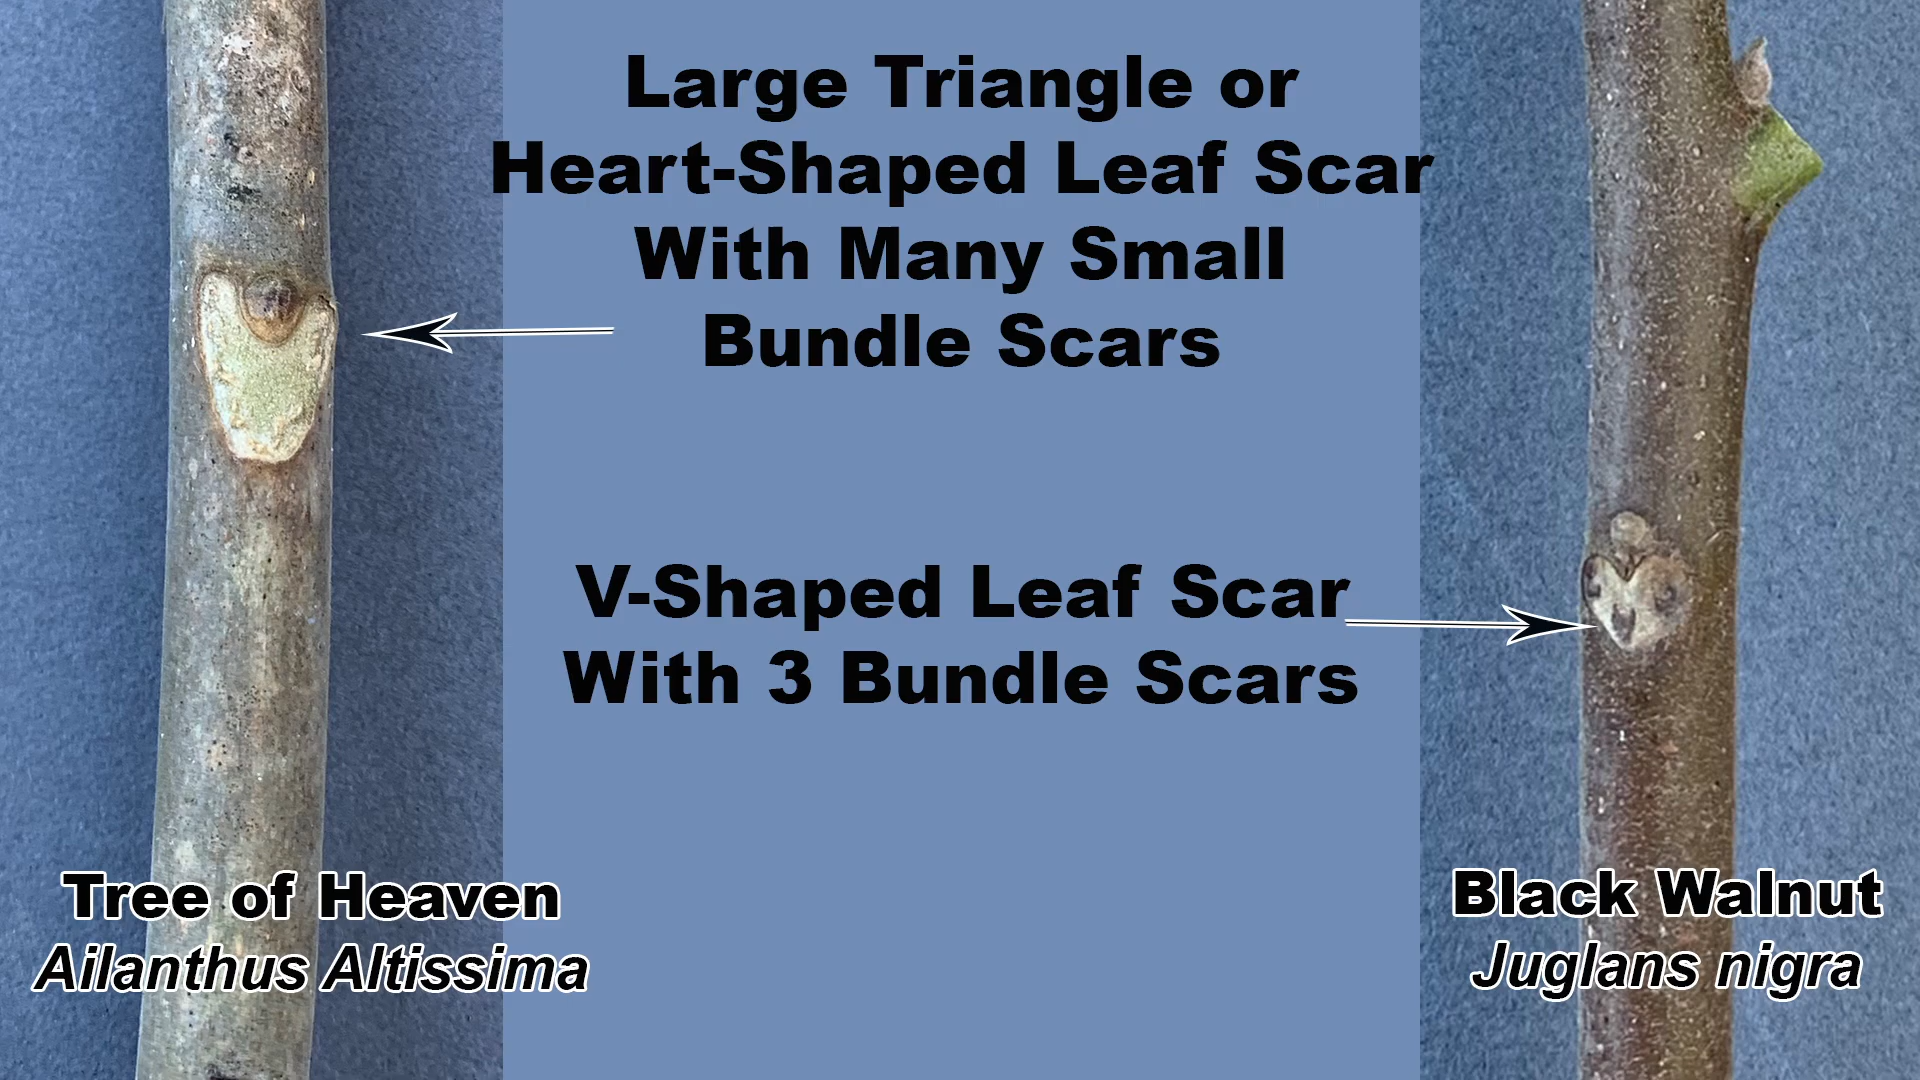 Large Triangle or
Heart-Shaped Leaf Scar
With Many Small
Bundle Scars
V-Shaped Leaf Scar
With 3 Bundle Scars
Tree of Heaven
Ailanthus Altissima
Black Walnut
Juglans nigra